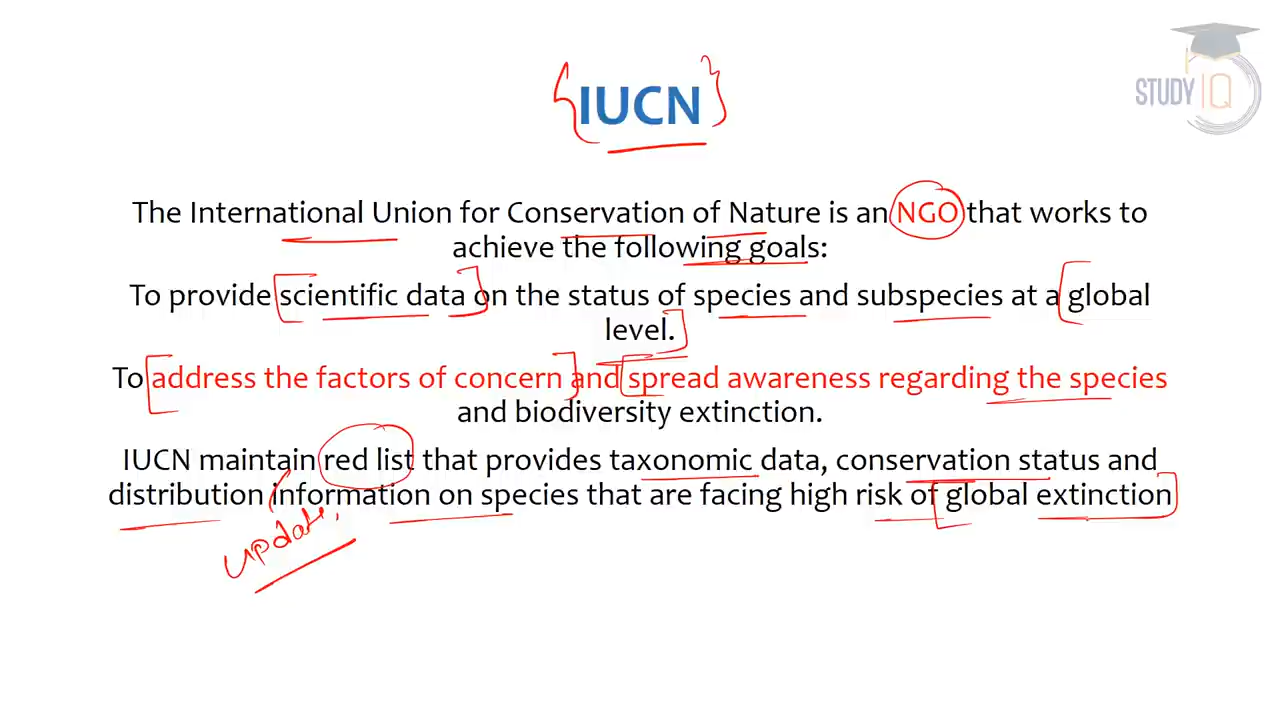 IUCN
STUDY IQ
The International Union for Conservation of Nature is an NGO that works to
achieve the following goals:
To provide scientific data on the status of species and subspecies at a global
level.
To address the factors of concern and spread awareness regarding the species
and biodiversity extinction.
IUCN maintain red list that provides taxonomic data, conservation status and
distribution information on species that are facing high risk of global extinction
update.